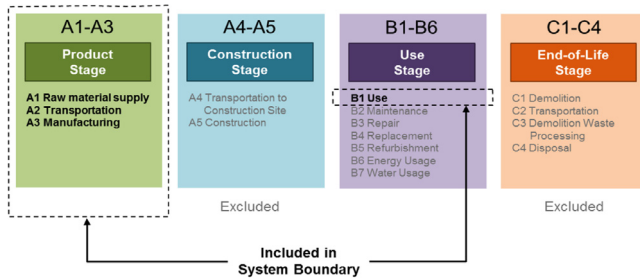 A1-A3
Product
Stage
A1 Raw material supply
A2 Transportation
A3 Manufacturing
A4-A5
Construction
Stage
A4 Transportation to
Construction Site
A5 Construction
Excluded
B1-B6
Use
Stage
B1 Use
B2 Maintenance
B3 Repair
B4 Replacement
B5 Refurbishment
B6 Energy Usage
B7 Water Usage
C1-C4
End-of-Life
Stage
C1 Demolition
C2 Transportation
C3 Demolition Waste
Processing
C4 Disposal
Excluded
Included in
System Boundary